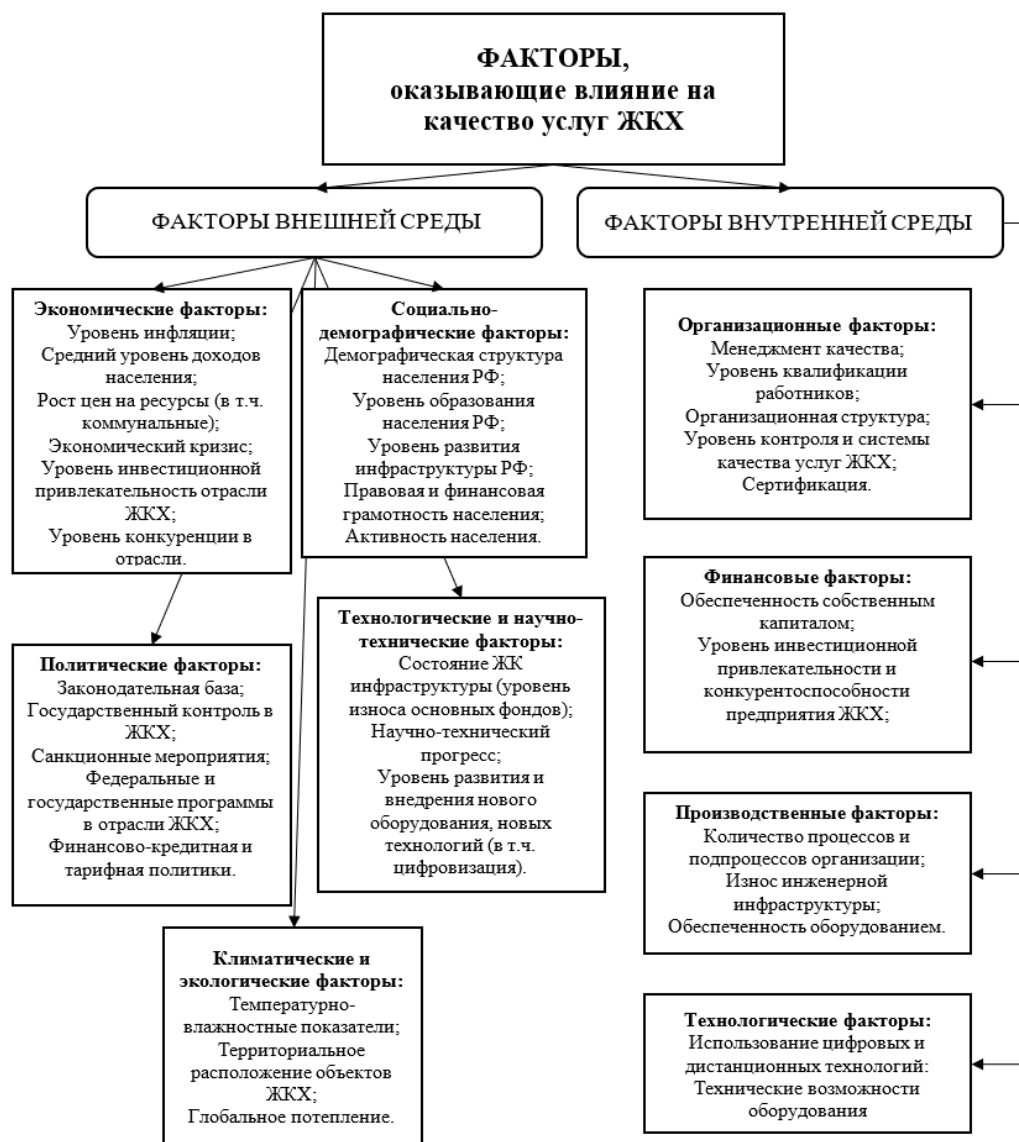 ФАКТОРЫ,
оказывающие влияние на
качество услуг ЖКХ
ФАКТОРЫ ВНЕШНЕЙ СРЕДЫ
ФАКТОРЫ ВНУТРЕННЕЙ СРЕДЫ
Экономические факторы:
Уровень инфляции;
Средний уровень доходов
населения;
Рост цен на ресурсы (в т.ч.
коммунальные);
Экономический кризис;
Уровень инвестиционной
привлекательность отрасли
ЖКХ;
Уровень конкуренции в
отрасли.
Социально-
демографические факторы:
Демографическая структура
населения РФ;
Уровень образования
населения РФ;
Уровень развития
инфраструктуры РФ;
Правовая и финансовая
грамотность населения;
Активность населения.
Политические факторы:
Законодательная база;
Государственный контроль в
ЖКХ;
Санкционные мероприятия;
Федеральные и
государственные программы
в отрасли ЖКХ;
Финансово-кредитная и
тарифная политики.
Технологические и научно-
технические факторы:
Состояние ЖК
инфраструктуры (уровень
износа основных фондов);
Научно-технический
прогресс;
Уровень развития и
внедрения нового
оборудования, новых
технологий (в т.ч.
цифровизация).
Климатические и
экологические факторы:
Температурно-
влажностные показатели;
Территориальное
расположение объектов
ЖКХ;
Глобальное потепление.
Организационные факторы:
Менеджмент качества;
Уровень квалификации
работников;
Организационная структура;
Уровень контроля и системы
качества услуг ЖКХ;
Сертификация.
Финансовые факторы:
Обеспеченность собственным
капиталом;
Уровень инвестиционной
привлекательности и
конкурентоспособности
предприятия ЖКХ;
Производственные факторы:
Количество процессов и
подпроцессов организации;
Износ инженерной
инфраструктуры;
Обеспеченность оборудованием.
Технологические факторы:
Использование цифровых и
дистанционных технологий:
Технические возможности
оборудования